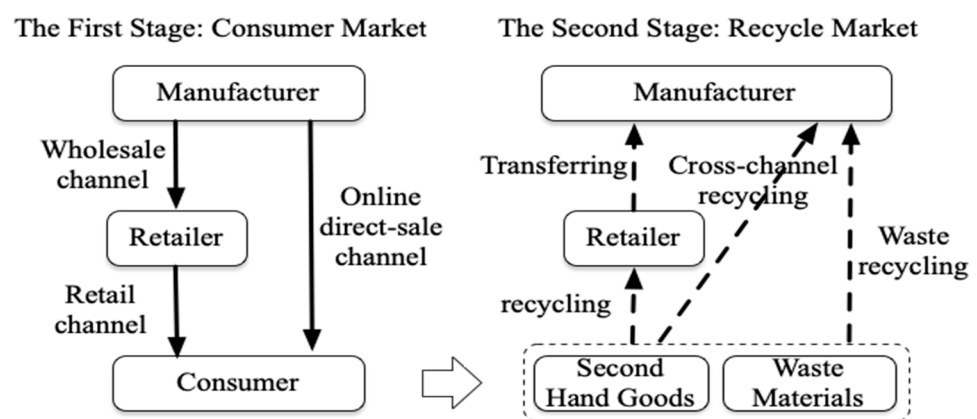 The First Stage: Consumer Market
Manufacturer
Wholesale
channel
Online
direct-sale
channel
Retailer
Retail
channel
Consumer
The Second Stage: Recycle Market
Manufacturer
Transferring
Cross-channel
recycling
Retailer
Waste
recycling
recycling
Second
Hand Goods
Waste
Materials